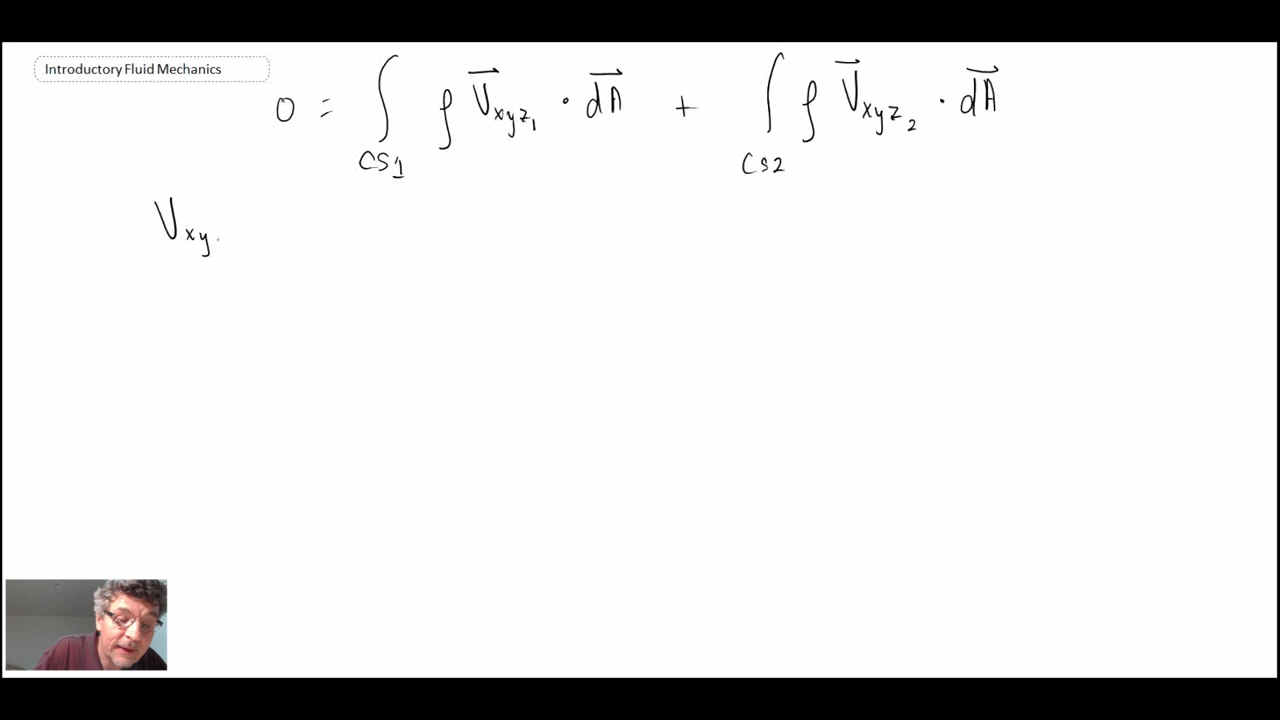 Introductory Fluid Mechanics
0 = ∫ ρ V⃗xyz₁ · dA⃗ + ∫ ρ V⃗xyz₂ · dA⃗
CS1 CS2
Vxy